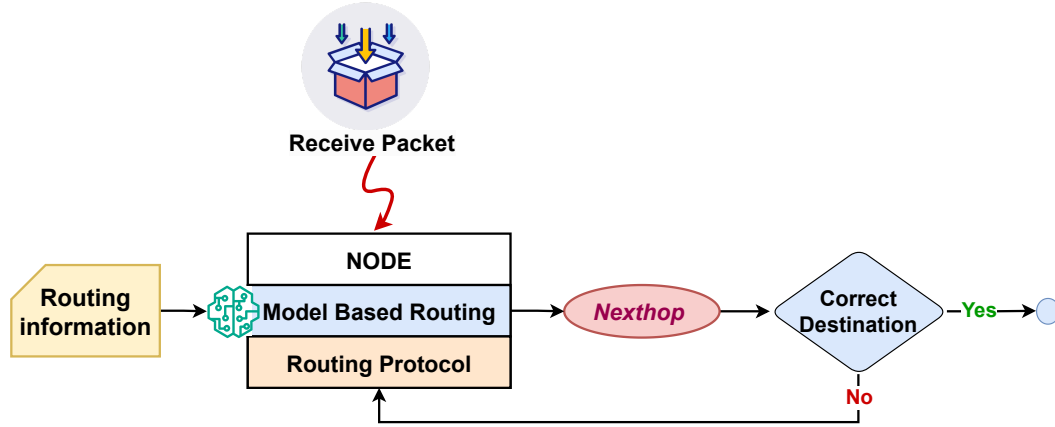 Receive Packet
NODE
Routing
information
Model Based Routing
Nexthop
Correct
Destination
Yes
Routing Protocol
No